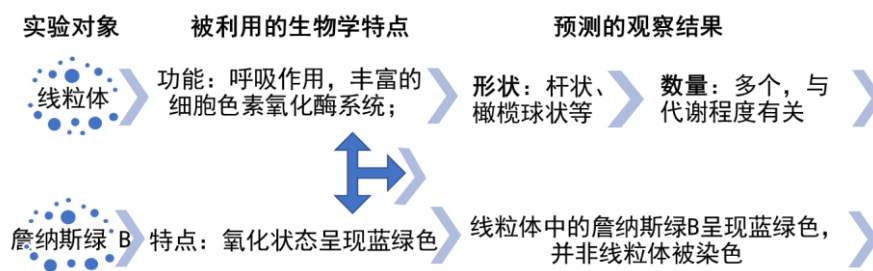 实验对象 被利用的生物学特点 预测的观察结果
线粒体
功能：呼吸作用，丰富的
细胞色素氧化酶系统；
形状：杆状、
橄榄球状等
数量：多个，与
代谢程度有关
詹纳斯绿 B
特点：氧化状态呈现蓝绿色
线粒体中的詹纳斯绿B呈现蓝绿色，
并非线粒体被染色